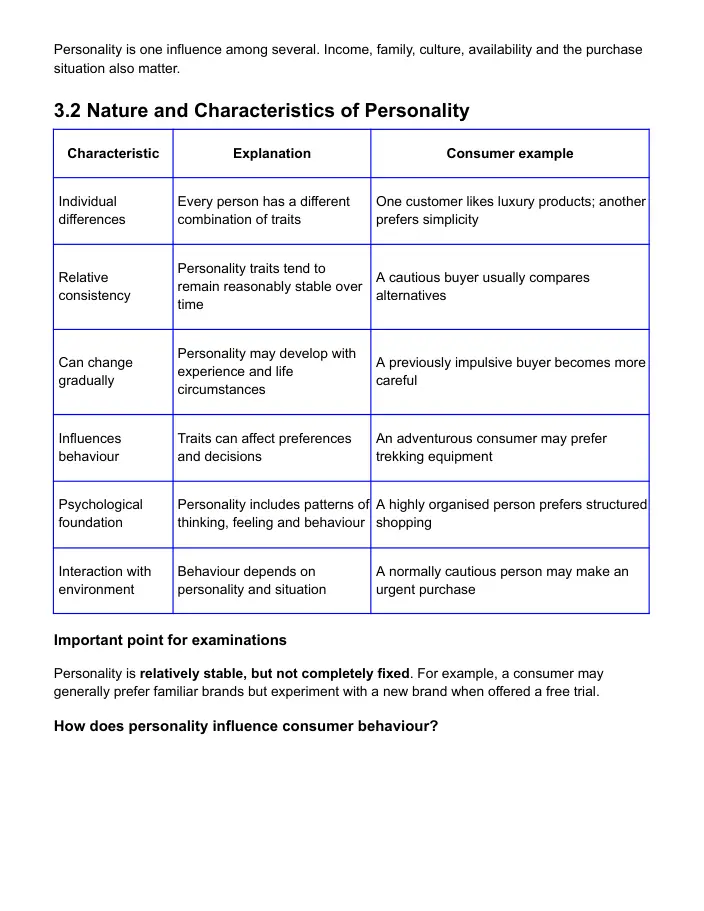 Personality is one influence among several. Income, family, culture, availability and the purchase
situation also matter.
3.2 Nature and Characteristics of Personality
Characteristic Explanation Consumer example
Individual differences Every person has a different combination of traits One customer likes luxury products; another prefers simplicity
Relative consistency Personality traits tend to remain reasonably stable over time A cautious buyer usually compares alternatives
Can change gradually Personality may develop with experience and life circumstances A previously impulsive buyer becomes more careful
Influences behaviour Traits can affect preferences and decisions An adventurous consumer may prefer trekking equipment
Psychological foundation Personality includes patterns of thinking, feeling and behaviour A highly organised person prefers structured shopping
Interaction with environment Behaviour depends on personality and situation A normally cautious person may make an urgent purchase
Important point for examinations
Personality is relatively stable, but not completely fixed. For example, a consumer may
generally prefer familiar brands but experiment with a new brand when offered a free trial.
How does personality influence consumer behaviour?